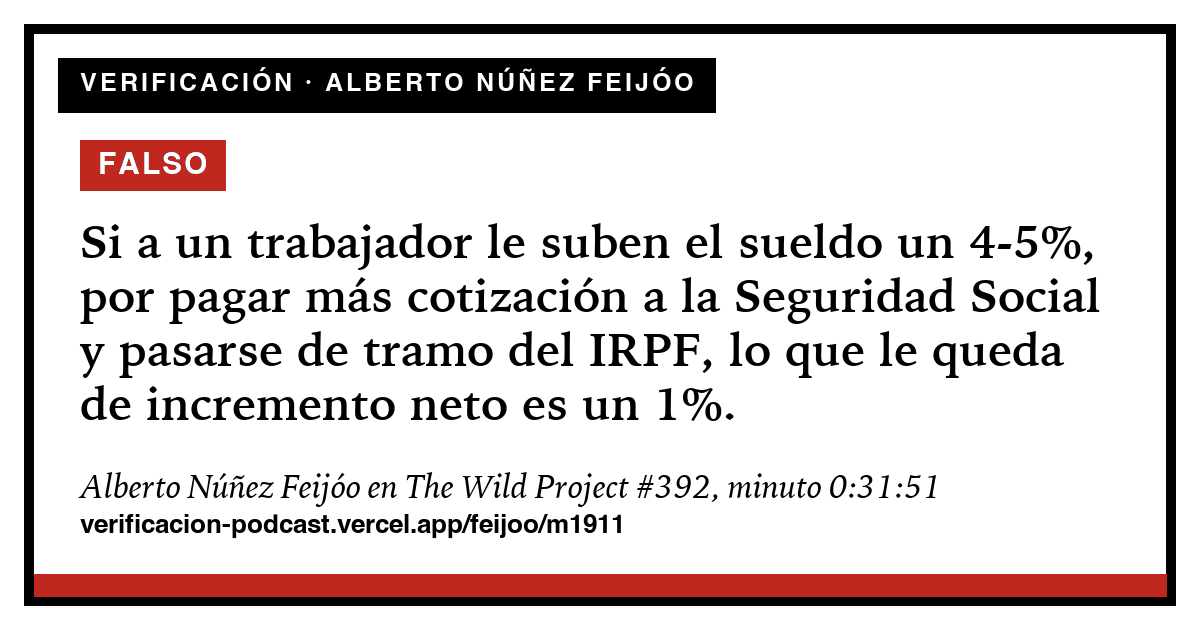 VERIFICACIÓN · ALBERTO NÚÑEZ FEIJÓO
FALSO
Si a un trabajador le suben el sueldo un 4-5%,
por pagar más cotización a la Seguridad Social
y pasarse de tramo del IRPF, lo que le queda
de incremento neto es un 1%.
Alberto Núñez Feijóo en The Wild Project #392, minuto 0:31:51
verificacion-podcast.vercel.app/feijoo/m1911